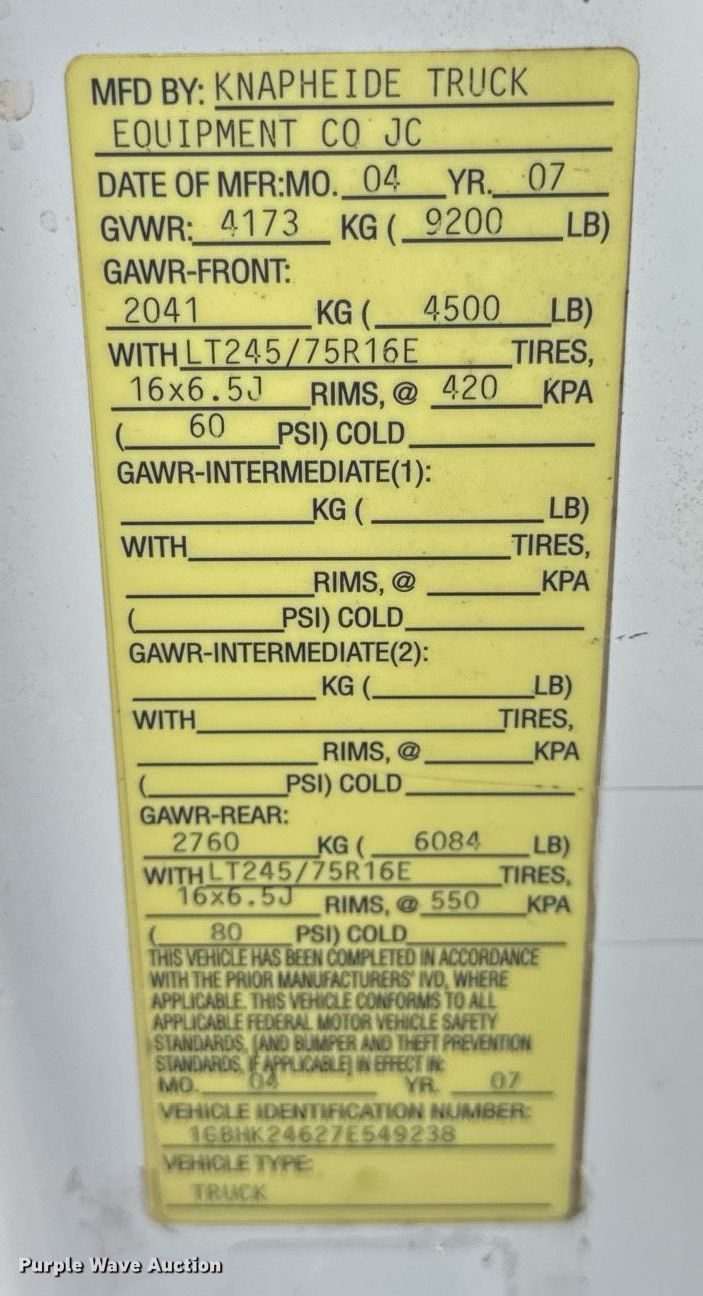 MFD BY: KNAPHEIDE TRUCK
EQUIPMENT CO JC
DATE OF MFR:MO. 04 YR. 07
GVWR: 4173 KG ( 9200 LB)
GAWR-FRONT:
2041 KG ( 4500 LB)
WITH LT245/75R16E TIRES,
16x6.5J RIMS, @ 420 KPA
( 60 PSI) COLD
GAWR-INTERMEDIATE(1):
KG ( LB)
WITH TIRES,
RIMS, @ KPA
( PSI) COLD
GAWR-INTERMEDIATE(2):
KG ( LB)
WITH TIRES,
RIMS, @ KPA
( PSI) COLD
GAWR-REAR:
2760 KG ( 6084 LB)
WITH LT245/75R16E TIRES,
16x6.5J RIMS, @ 550 KPA
( 80 PSI) COLD
THIS VEHICLE HAS BEEN COMPLETED IN ACCORDANCE
WITH THE PRIOR MANUFACTURERS' IVD, WHERE
APPLICABLE. THIS VEHICLE CONFORMS TO ALL
APPLICABLE FEDERAL MOTOR VEHICLE SAFETY
STANDARDS, [AND BUMPER AND THEFT PREVENTION
STANDARDS, IF APPLICABLE] IN EFFECT IN:
MO. 04 YR. 07
VEHICLE IDENTIFICATION NUMBER:
1GBHK24627E549238
VEHICLE TYPE:
TRUCK
Purple Wave Auction